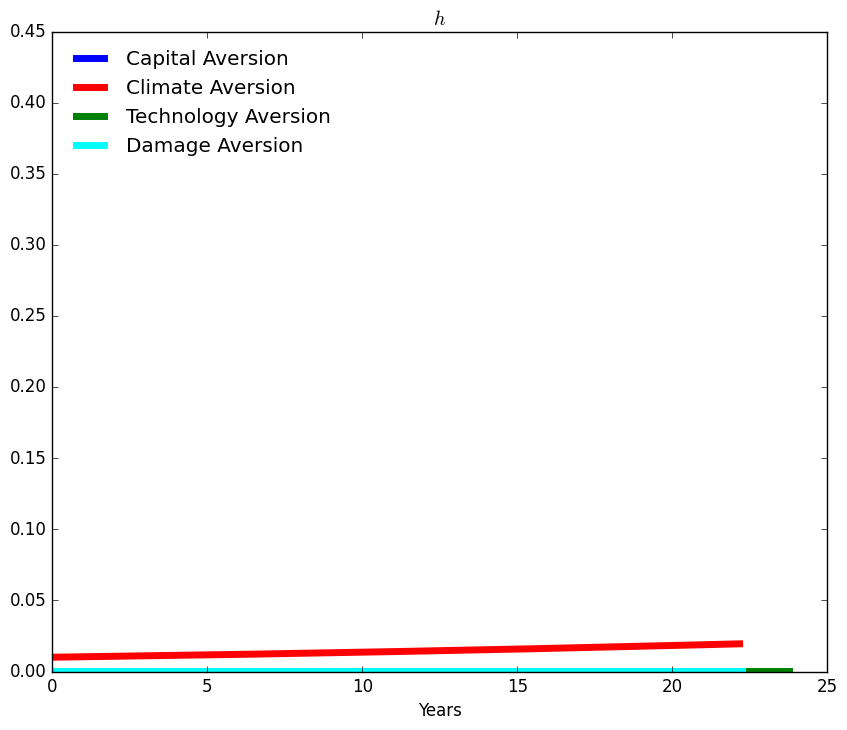 h
0.45
0.40
0.35
0.30
0.25
0.20
0.15
0.10
0.05
0.00
Capital Aversion
Climate Aversion
Technology Aversion
Damage Aversion
0 5 10 15 20 25
Years